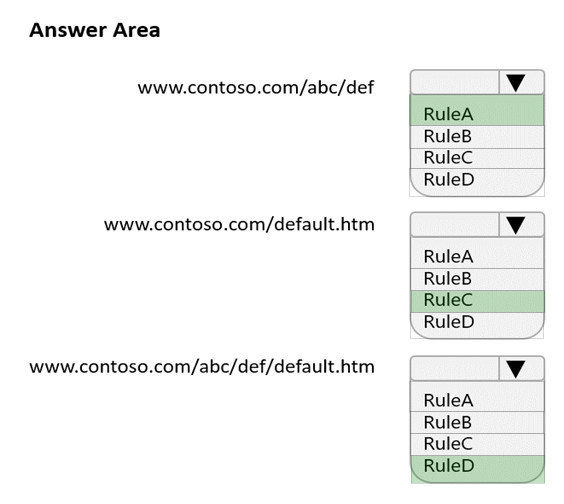 Answer Area
www.contoso.com/abc/def
RuleA
RuleB
RuleC
RuleD
www.contoso.com/default.htm
RuleA
RuleB
RuleC
RuleD
www.contoso.com/abc/def/default.htm
RuleA
RuleB
RuleC
RuleD